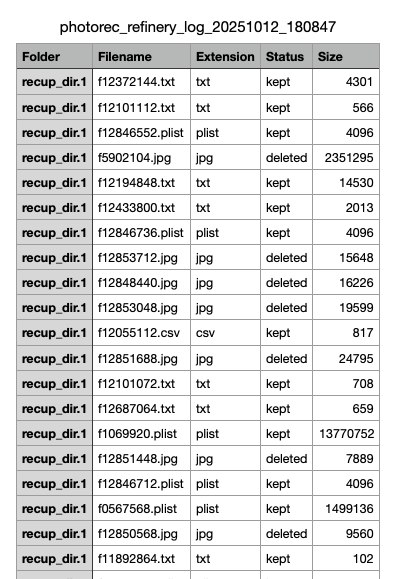 photorec_refinery_log_20251012_180847
Folder Filename Extension Status Size
recup_dir.1 f12372144.txt txt kept 4301
recup_dir.1 f12101112.txt txt kept 566
recup_dir.1 f12846552.plist plist kept 4096
recup_dir.1 f5902104.jpg jpg deleted 2351295
recup_dir.1 f12194848.txt txt kept 14530
recup_dir.1 f12433800.txt txt kept 2013
recup_dir.1 f12846736.plist plist kept 4096
recup_dir.1 f12853712.jpg jpg deleted 15648
recup_dir.1 f12848440.jpg jpg deleted 16226
recup_dir.1 f12853048.jpg jpg deleted 19599
recup_dir.1 f12055112.csv csv kept 817
recup_dir.1 f12851688.jpg jpg deleted 24795
recup_dir.1 f12101072.txt txt kept 708
recup_dir.1 f12687064.txt txt kept 659
recup_dir.1 f1069920.plist plist kept 13770752
recup_dir.1 f12851448.jpg jpg deleted 7889
recup_dir.1 f12846712.plist plist kept 4096
recup_dir.1 f0567568.plist plist kept 1499136
recup_dir.1 f12850568.jpg jpg deleted 9560
recup_dir.1 f11892864.txt txt kept 102